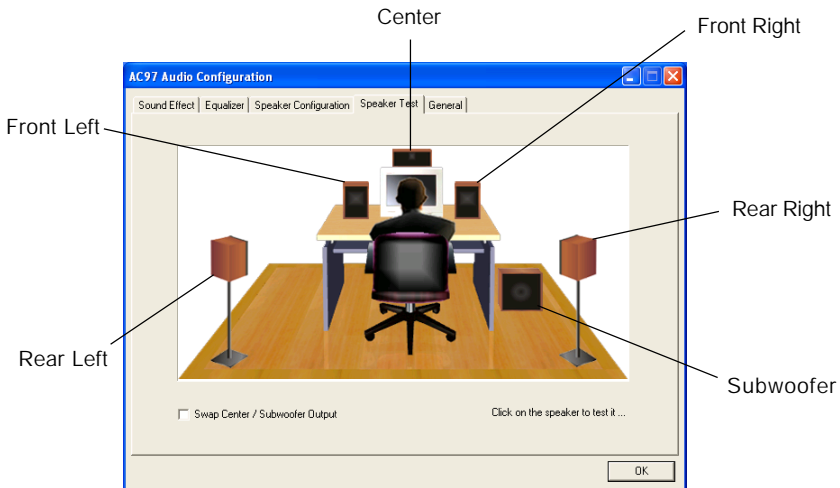 Center
Front Right
AC97 Audio Configuration
Sound Effect Equalizer Speaker Configuration Speaker Test General
Front Left
Rear Right
Rear Left
Subwoofer
Swap Center / Subwoofer Output
Click on the speaker to test it ...
OK